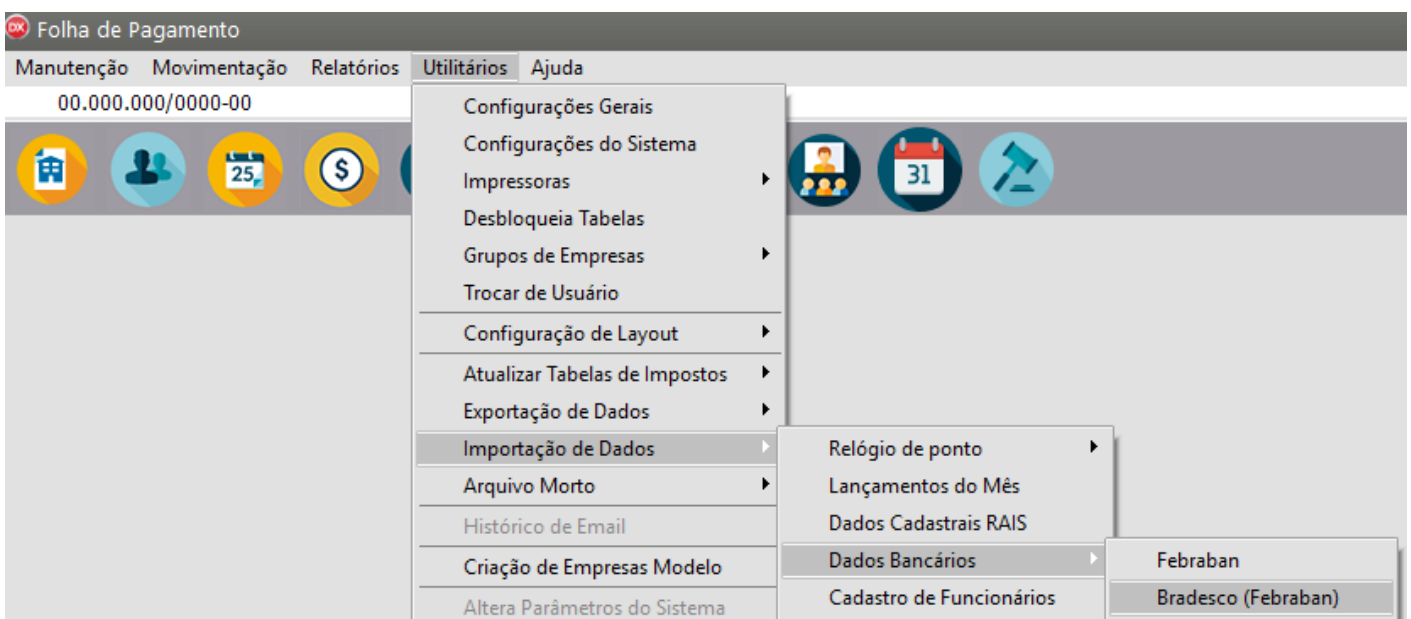 DX Folha de Pagamento
Manutenção Movimentação Relatórios Utilitários Ajuda
00.000.000/0000-00
25
$
31
Configurações Gerais
Configurações do Sistema
Impressoras
Desbloqueia Tabelas
Grupos de Empresas
Trocar de Usuário
Configuração de Layout
Atualizar Tabelas de Impostos
Exportação de Dados
Importação de Dados
Arquivo Morto
Histórico de Email
Criação de Empresas Modelo
Altera Parâmetros do Sistema
Relógio de ponto
Lançamentos do Mês
Dados Cadastrais RAIS
Dados Bancários
Cadastro de Funcionários
Febraban
Bradesco (Febraban)